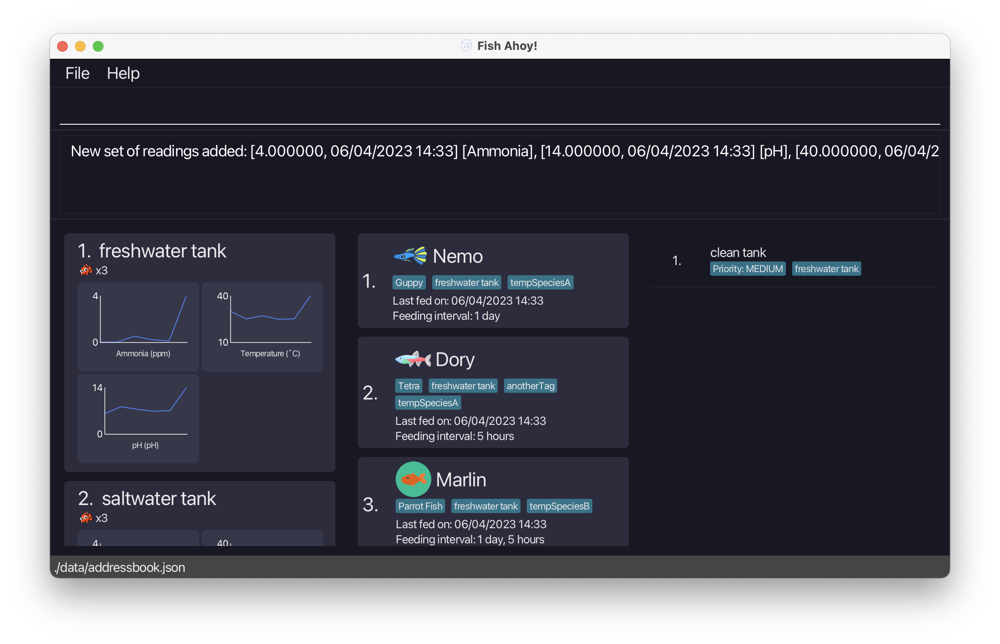 Fish Ahoy!
File Help
New set of readings added: [4.000000, 06/04/2023 14:33] [Ammonia], [14.000000, 06/04/2023 14:33] [pH], [40.000000, 06/04/2
1. freshwater tank
x3
4
0
Ammonia (ppm)
40
10
Temperature (˚C)
14
0
pH (pH)
2. saltwater tank
x3
4
40
1.
Nemo
Guppy freshwater tank tempSpeciesA
Last fed on: 06/04/2023 14:33
Feeding interval: 1 day
2.
Dory
Tetra freshwater tank anotherTag
tempSpeciesA
Last fed on: 06/04/2023 14:33
Feeding interval: 5 hours
3.
Marlin
Parrot Fish freshwater tank tempSpeciesB
Last fed on: 06/04/2023 14:33
Feeding interval: 1 day, 5 hours
1.
clean tank
Priority: MEDIUM freshwater tank
./data/addressbook.json